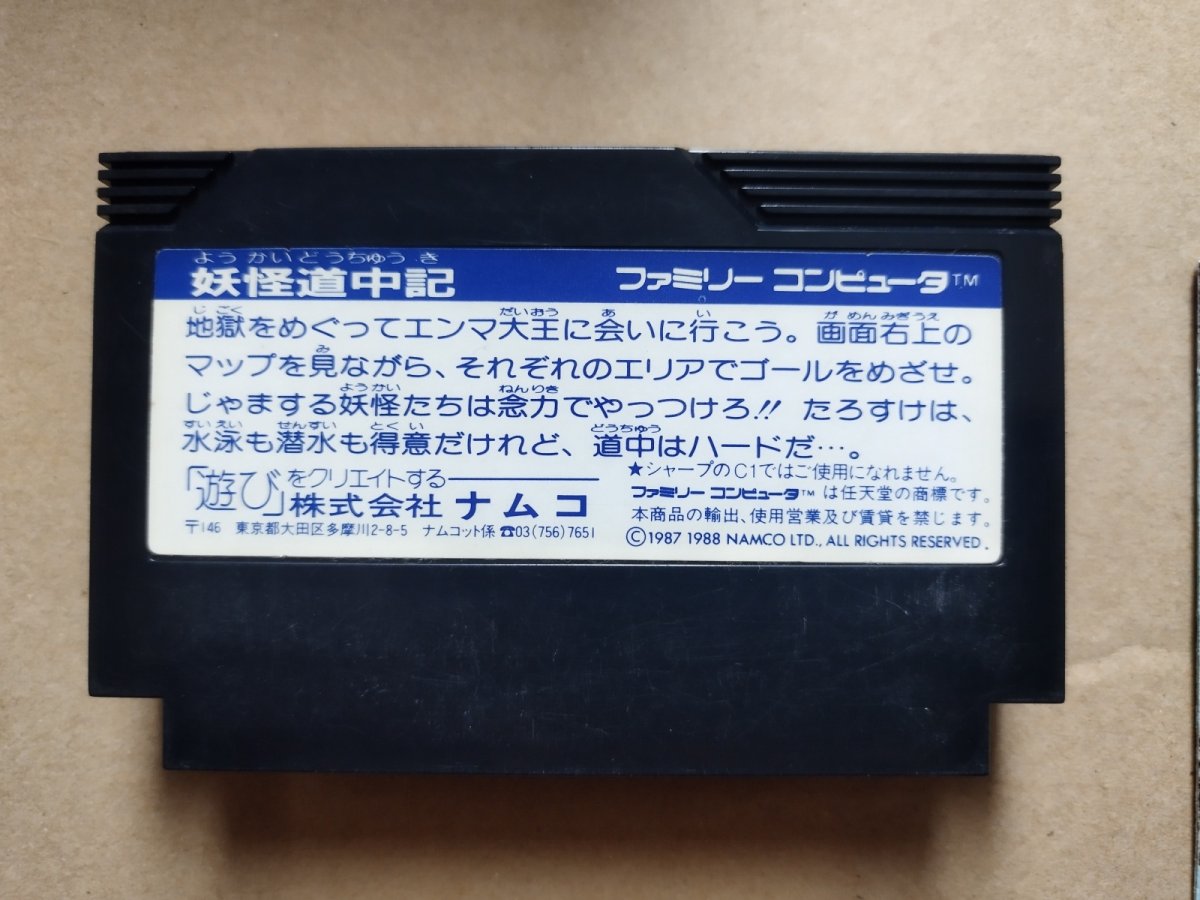 ようかいどうちゅうき
妖怪道中記 ファミリー コンピュータ™
じごく だいおう あ い がめんみぎうえ
地獄をめぐってエンマ大王に会いに行こう。画面右上の
み
マップを見ながら、それぞれのエリアでゴールをめざせ。
ようかい ねんりき
じゃまする妖怪たちは念力でやっつけろ!! たろすけは、
すいえい せんすい とくい どうちゅう
水泳も潜水も得意だけれど、道中はハードだ…。
「遊び」をクリエイトする
株式会社 ナムコ
〒146 東京都大田区多摩川2-8-5 ナムコット係 ☎03(756)7651
★シャープのC1ではご使用になれません。
ファミリー コンピュータ™は任天堂の商標です。
本商品の輸出、使用営業及び賃貸を禁じます。
©1987 1988 NAMCO LTD., ALL RIGHTS RESERVED.